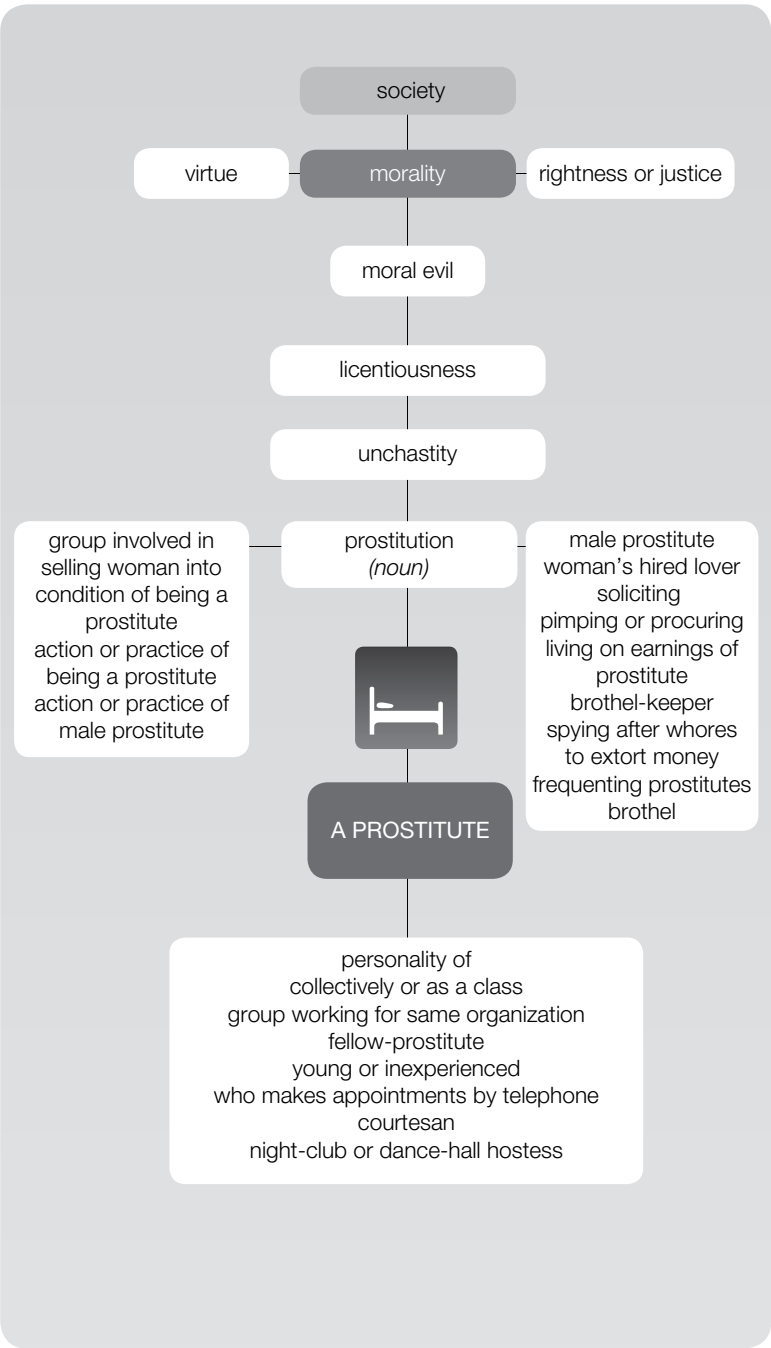 society
virtue
morality
rightness or justice
moral evil
licentiousness
unchastity
group involved in
selling woman into
condition of being a
prostitute
action or practice of
being a prostitute
action or practice of
male prostitute
prostitution
(noun)
male prostitute
woman's hired lover
soliciting
pimping or procuring
living on earnings of
prostitute
brothel-keeper
spying after whores
to extort money
frequenting prostitutes
brothel
A PROSTITUTE
personality of
collectively or as a class
group working for same organization
fellow-prostitute
young or inexperienced
who makes appointments by telephone
courtesan
night-club or dance-hall hostess